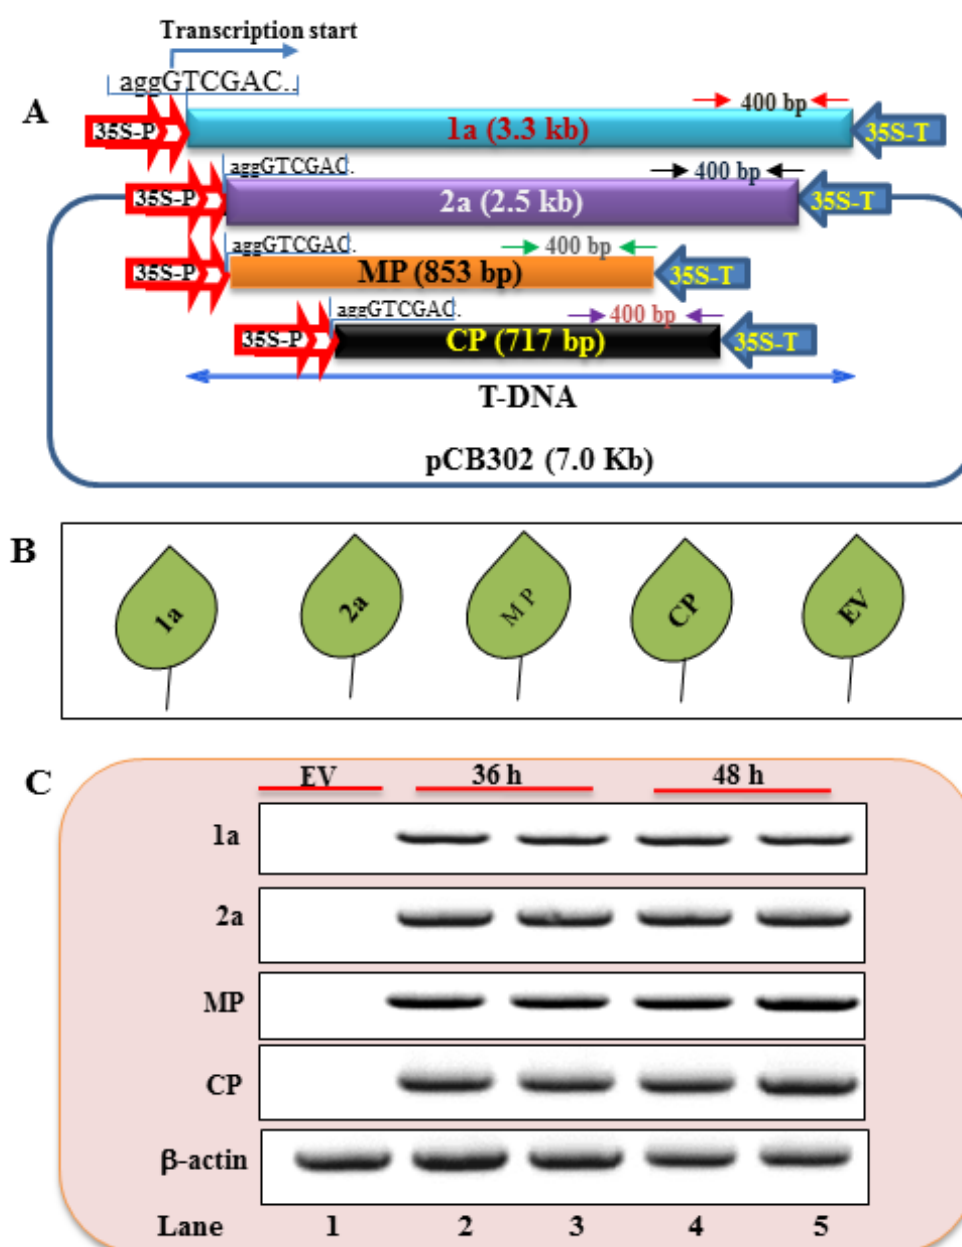 Transcription start
aggGTCGAC..
A
35S-P
1a (3.3 kb)
400 bp
35S-T
aggGTCGAC.
35S-P
2a (2.5 kb)
400 bp
35S-T
aggGTCGAC.
35S-P
MP (853 bp)
400 bp
35S-T
aggGTCGAC.
35S-P
CP (717 bp)
400 bp
35S-T
T-DNA
pCB302 (7.0 Kb)
B
1a
2a
MP
CP
EV
C
EV 36 h 48 h
1a
2a
MP
CP
β-actin
Lane 1 2 3 4 5